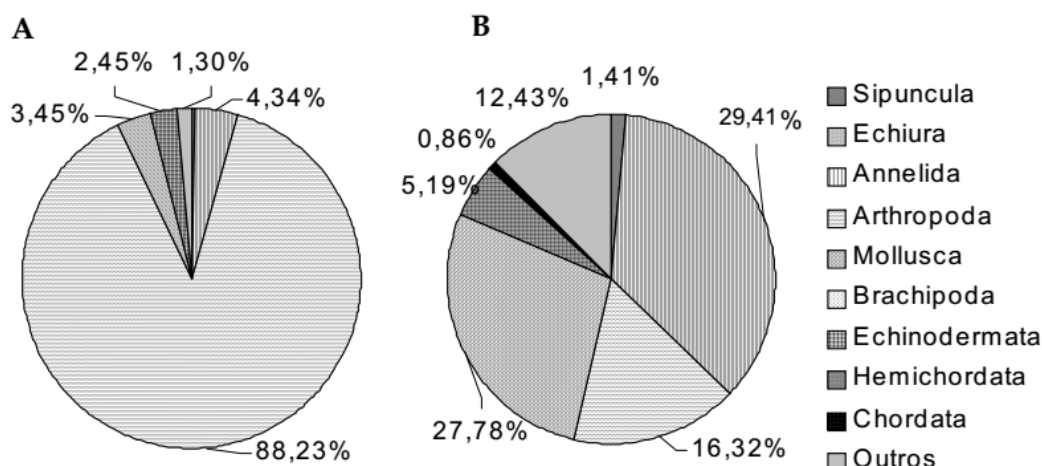 A
2,45%
1,30%
3,45%
4,34%
88,23%
B
1,41%
12,43%
29,41%
0,86%
5,19%
27,78%
16,32%
Sipuncula
Echiura
Annelida
Arthropoda
Mollusca
Brachipoda
Echinodermata
Hemichordata
Chordata
Outros